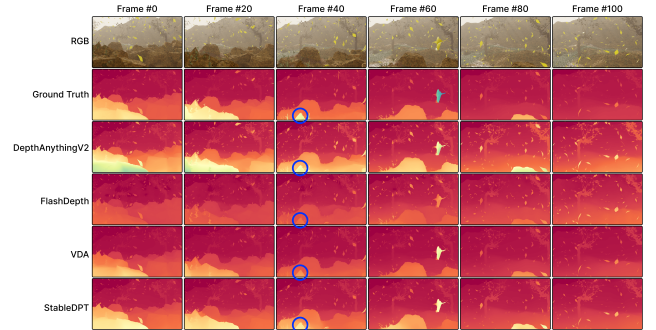 Frame #0 Frame #20 Frame #40 Frame #60 Frame #80 Frame #100
RGB
Ground Truth
DepthAnythingV2
FlashDepth
VDA
StableDPT